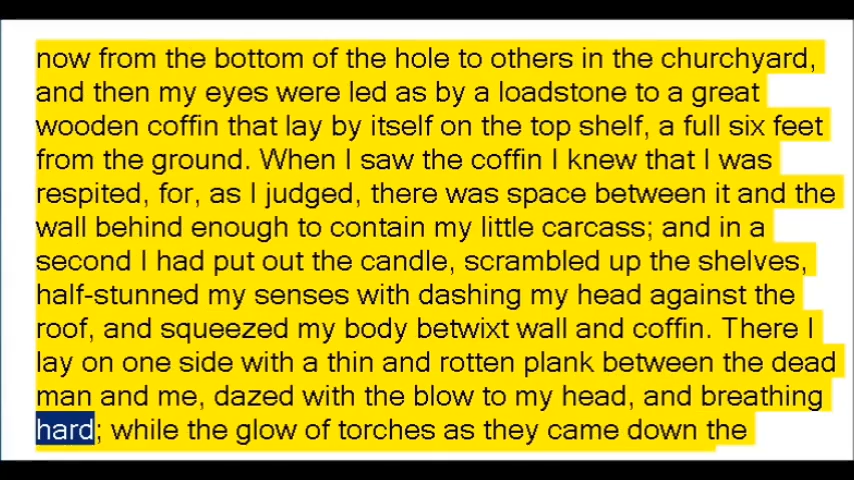 now from the bottom of the hole to others in the churchyard,
and then my eyes were led as by a loadstone to a great
wooden coffin that lay by itself on the top shelf, a full six feet
from the ground. When I saw the coffin I knew that I was
respited, for, as I judged, there was space between it and the
wall behind enough to contain my little carcass; and in a
second I had put out the candle, scrambled up the shelves,
half-stunned my senses with dashing my head against the
roof, and squeezed my body betwixt wall and coffin. There I
lay on one side with a thin and rotten plank between the dead
man and me, dazed with the blow to my head, and breathing
hard; while the glow of torches as they came down the